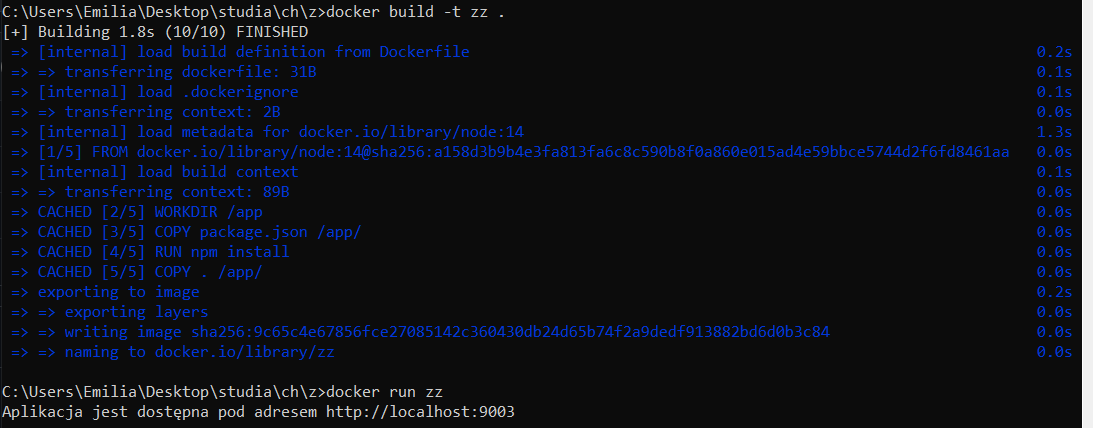 C:\Users\Emilia\Desktop\studia\ch\z>docker build -t zz .
[+] Building 1.8s (10/10) FINISHED
=> [internal] load build definition from Dockerfile 0.2s
=> => transferring dockerfile: 31B 0.1s
=> [internal] load .dockerignore 0.1s
=> => transferring context: 2B 0.0s
=> [internal] load metadata for docker.io/library/node:14 1.3s
=> [1/5] FROM docker.io/library/node:14@sha256:a158d3b9b4e3fa813fa6c8c590b8f0a860e015ad4e59bbce5744d2f6fd8461aa 0.0s
=> [internal] load build context 0.1s
=> => transferring context: 89B 0.0s
=> CACHED [2/5] WORKDIR /app 0.0s
=> CACHED [3/5] COPY package.json /app/ 0.0s
=> CACHED [4/5] RUN npm install 0.0s
=> CACHED [5/5] COPY . /app/ 0.0s
=> exporting to image 0.2s
=> => exporting layers 0.0s
=> => writing image sha256:9c65c4e67856fce27085142c360430db24d65b74f2a9dedf913882bd6d0b3c84 0.0s
=> => naming to docker.io/library/zz 0.0s
C:\Users\Emilia\Desktop\studia\ch\z>docker run zz
Aplikacja jest dostępna pod adresem http://localhost:9003